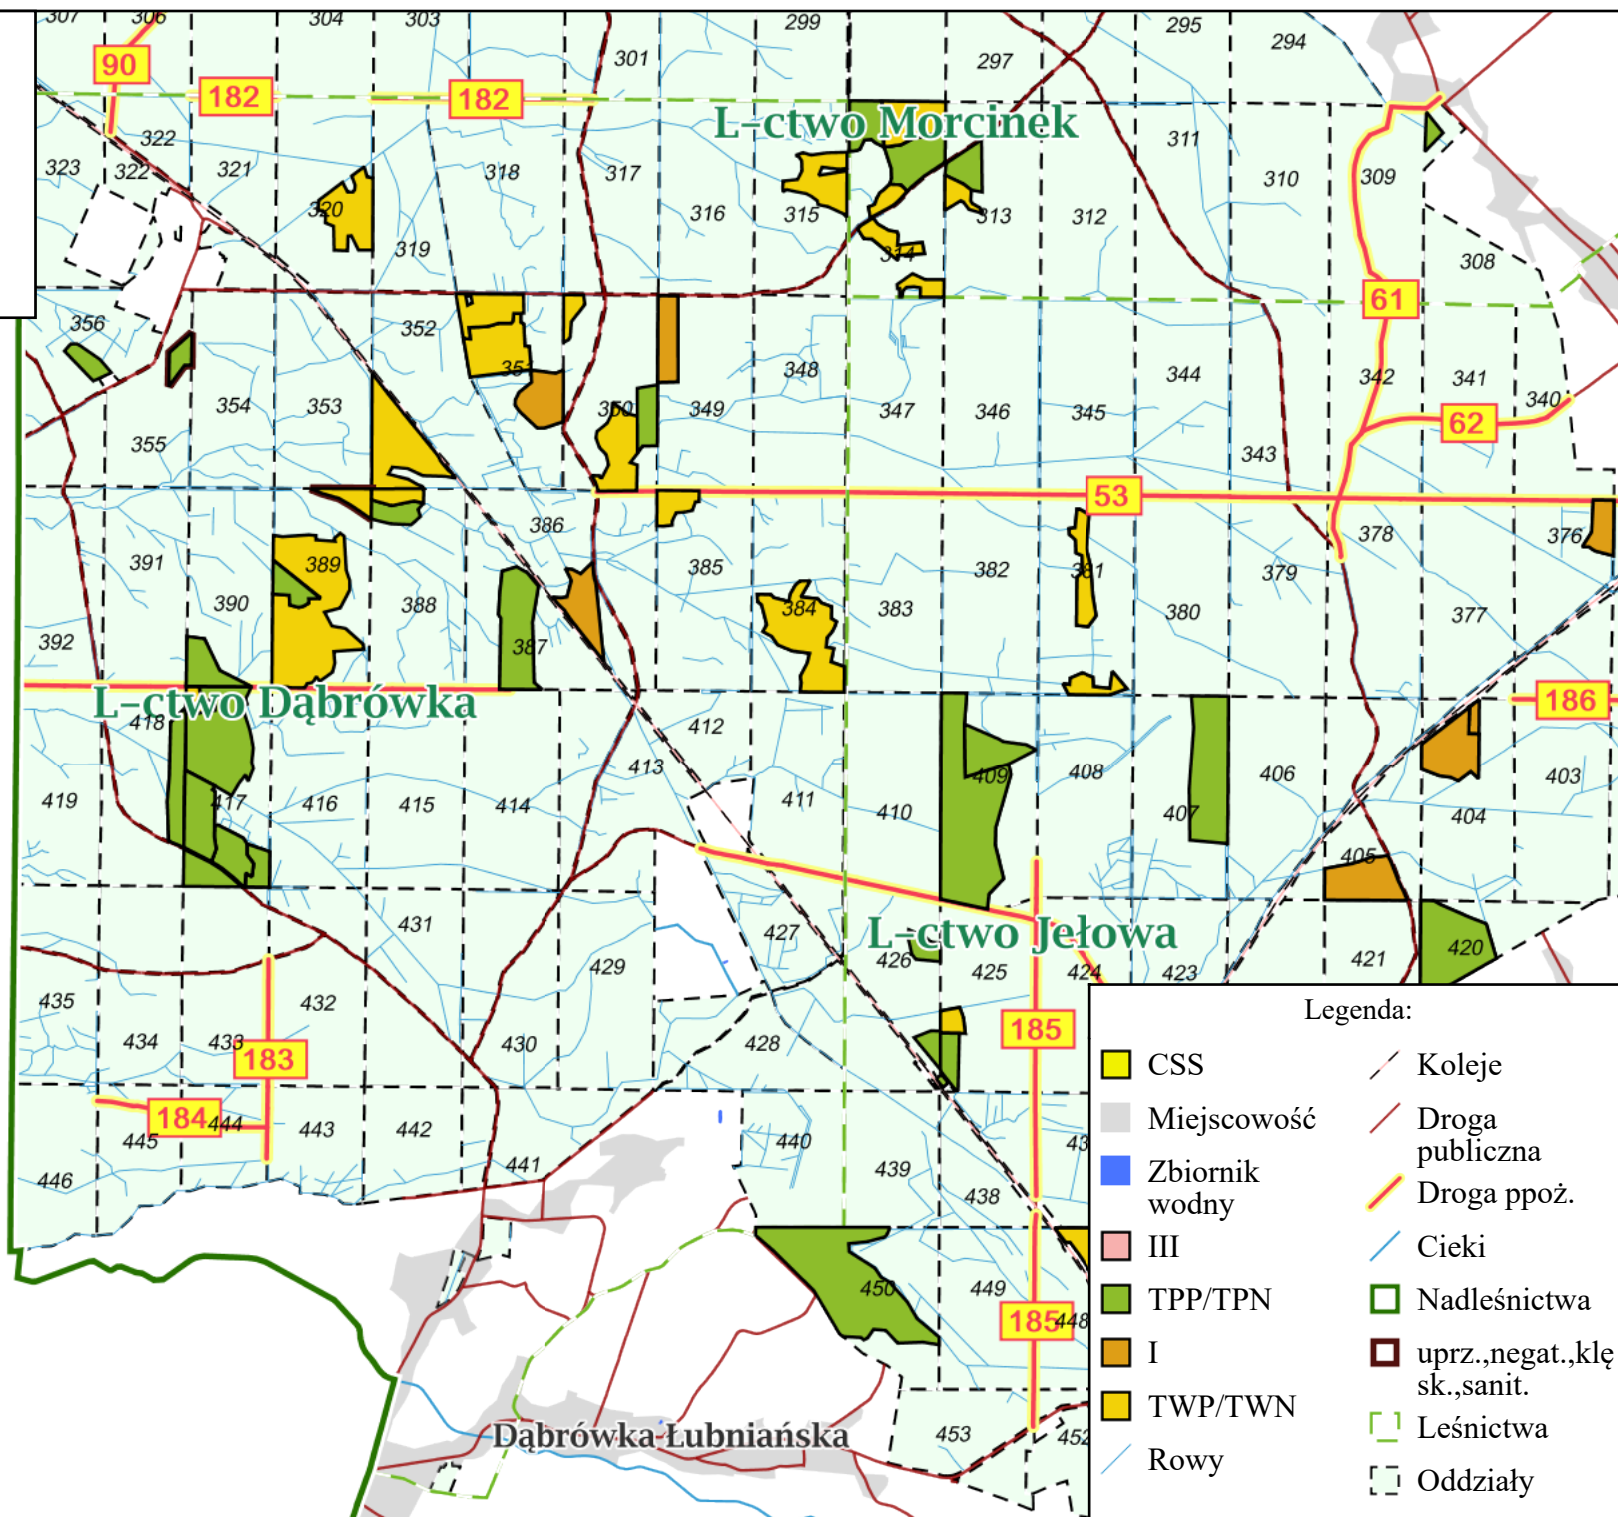 307 306 304 303 299 295
301 297 294
90 182 182
L-ctwo Morcinek
322 311
323 322 321 318 317 310 309
320 316 315 313 312
319 314 308
61
356 352
351 348 344 342 341
354 353 350 349 347 346 345 340
62
355 343
53
386 378 376
391 389 385 382 381 379
390 388 384 383 380 377
392 387
L-ctwo Dąbrówka 186
418 412
413 409 408 406 403
419 417 416 415 414 411 410 407 404
405
431 427 L-ctwo Jełowa 420
429 426 425 424 423 421
435 432
434 433 430 428 185
183
184 444
445 443 442 440 43
441 439
446 438
450 449
185 448
Dąbrówka Łubniańska 453 452
Legenda:
CSS
Miejscowość
Zbiornik
wodny
III
TPP/TPN
I
TWP/TWN
Rowy
Koleje
Droga
publiczna
Droga ppoż.
Cieki
Nadleśnictwa
uprz.,negat.,klę
sk.,sanit.
Leśnictwa
Oddziały